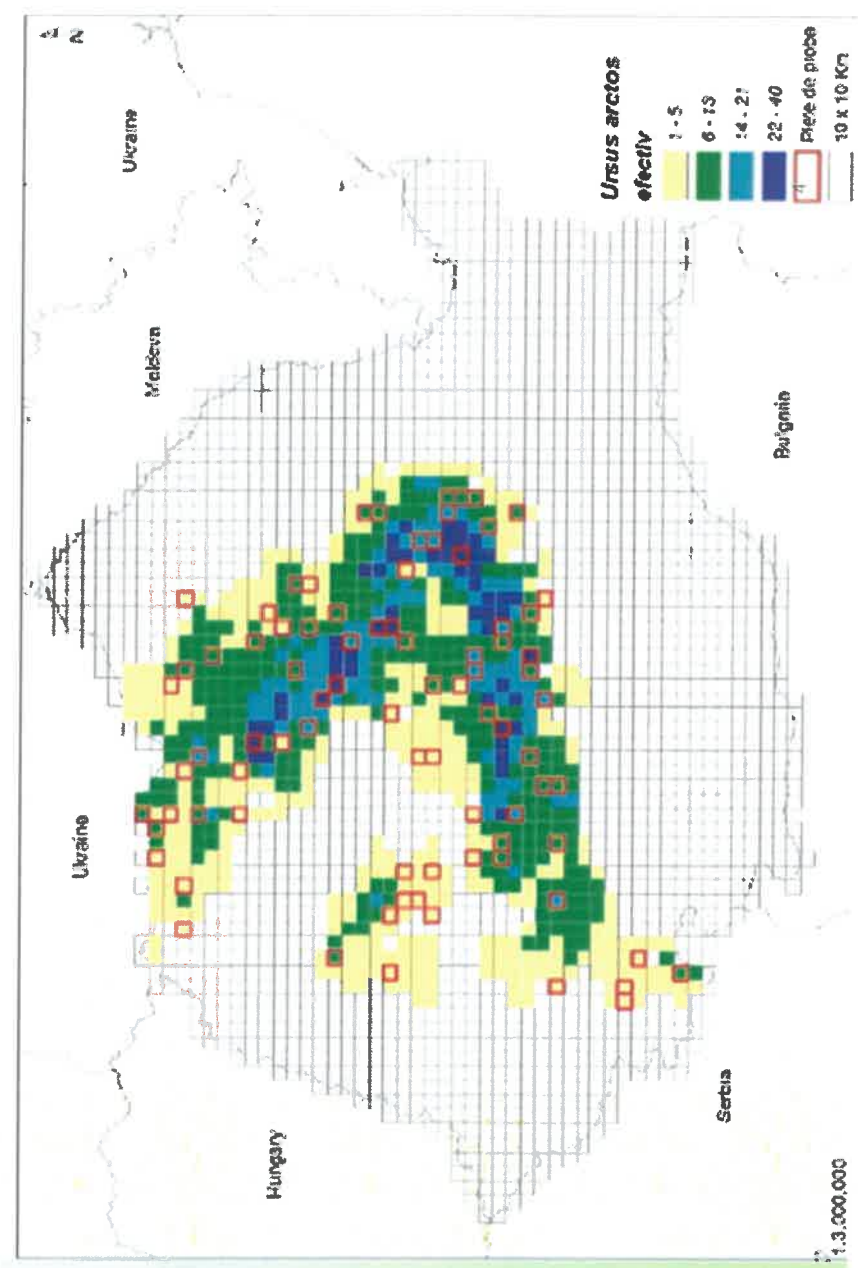 N
Ukraine
Moldova
Ukraine
Hungary
Serbia
Bulgaria
Ursus arctos
efectiv
1 - 5
6 - 13
14 - 21
22 - 40
Piete de proba
10 x 10 Km
1:3.000,000